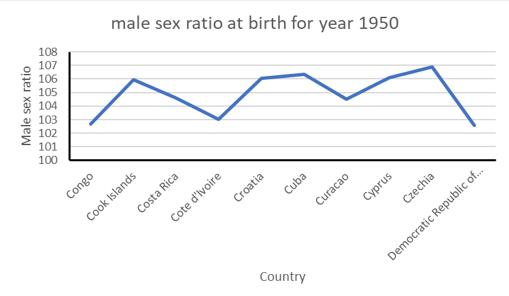 male sex ratio at birth for year 1950
Male sex ratio
108
107
106
105
104
103
102
101
100
Congo
Cook Islands
Costa Rica
Cote d'Ivoire
Croatia
Cuba
Curacao
Cyprus
Czechia
Democratic Republic of...
Country